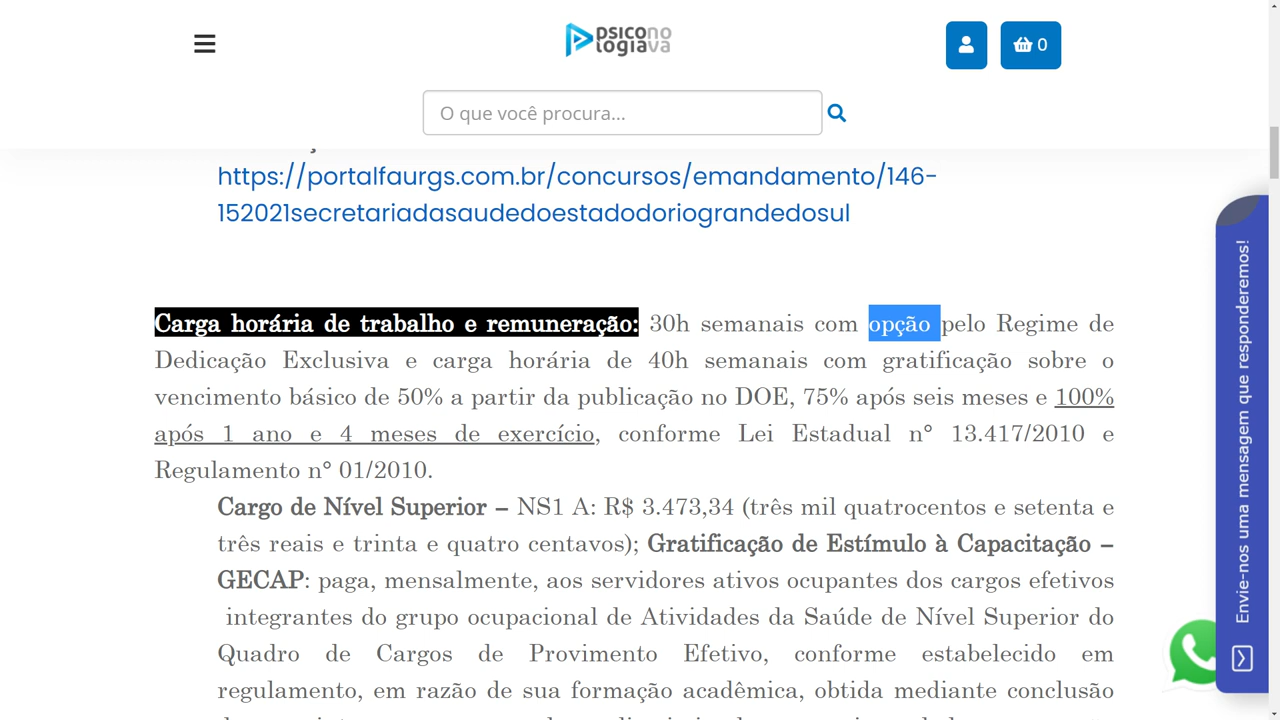 psicono
logiava
0
O que você procura...
https://portalfaurgs.com.br/concursos/emandamento/146-
152021secretariadasaudedoestadodoriograndedosul
Carga horária de trabalho e remuneração: 30h semanais com opção pelo Regime de
Dedicação Exclusiva e carga horária de 40h semanais com gratificação sobre o
vencimento básico de 50% a partir da publicação no DOE, 75% após seis meses e 100%
após 1 ano e 4 meses de exercício, conforme Lei Estadual n° 13.417/2010 e
Regulamento n° 01/2010.
Cargo de Nível Superior – NS1 A: R$ 3.473,34 (três mil quatrocentos e setenta e
três reais e trinta e quatro centavos); Gratificação de Estímulo à Capacitação –
GECAP: paga, mensalmente, aos servidores ativos ocupantes dos cargos efetivos
integrantes do grupo ocupacional de Atividades da Saúde de Nível Superior do
Quadro de Cargos de Provimento Efetivo, conforme estabelecido em
regulamento, em razão de sua formação acadêmica, obtida mediante conclusão
Envie-nos uma mensagem que responderemos!